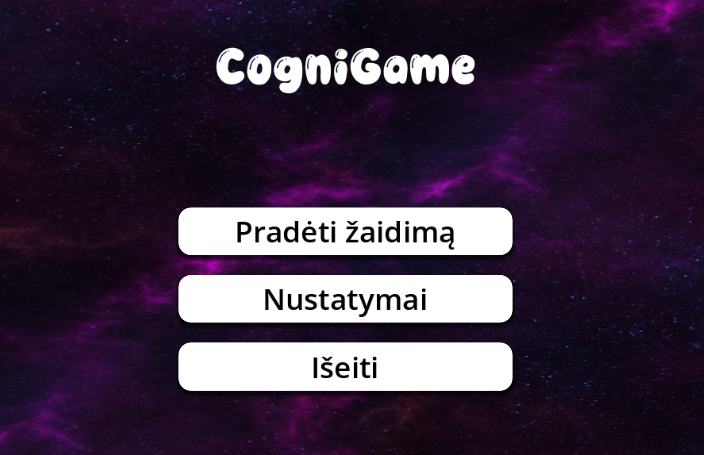 CogniGame
Pradėti žaidimą
Nustatymai
Išeiti